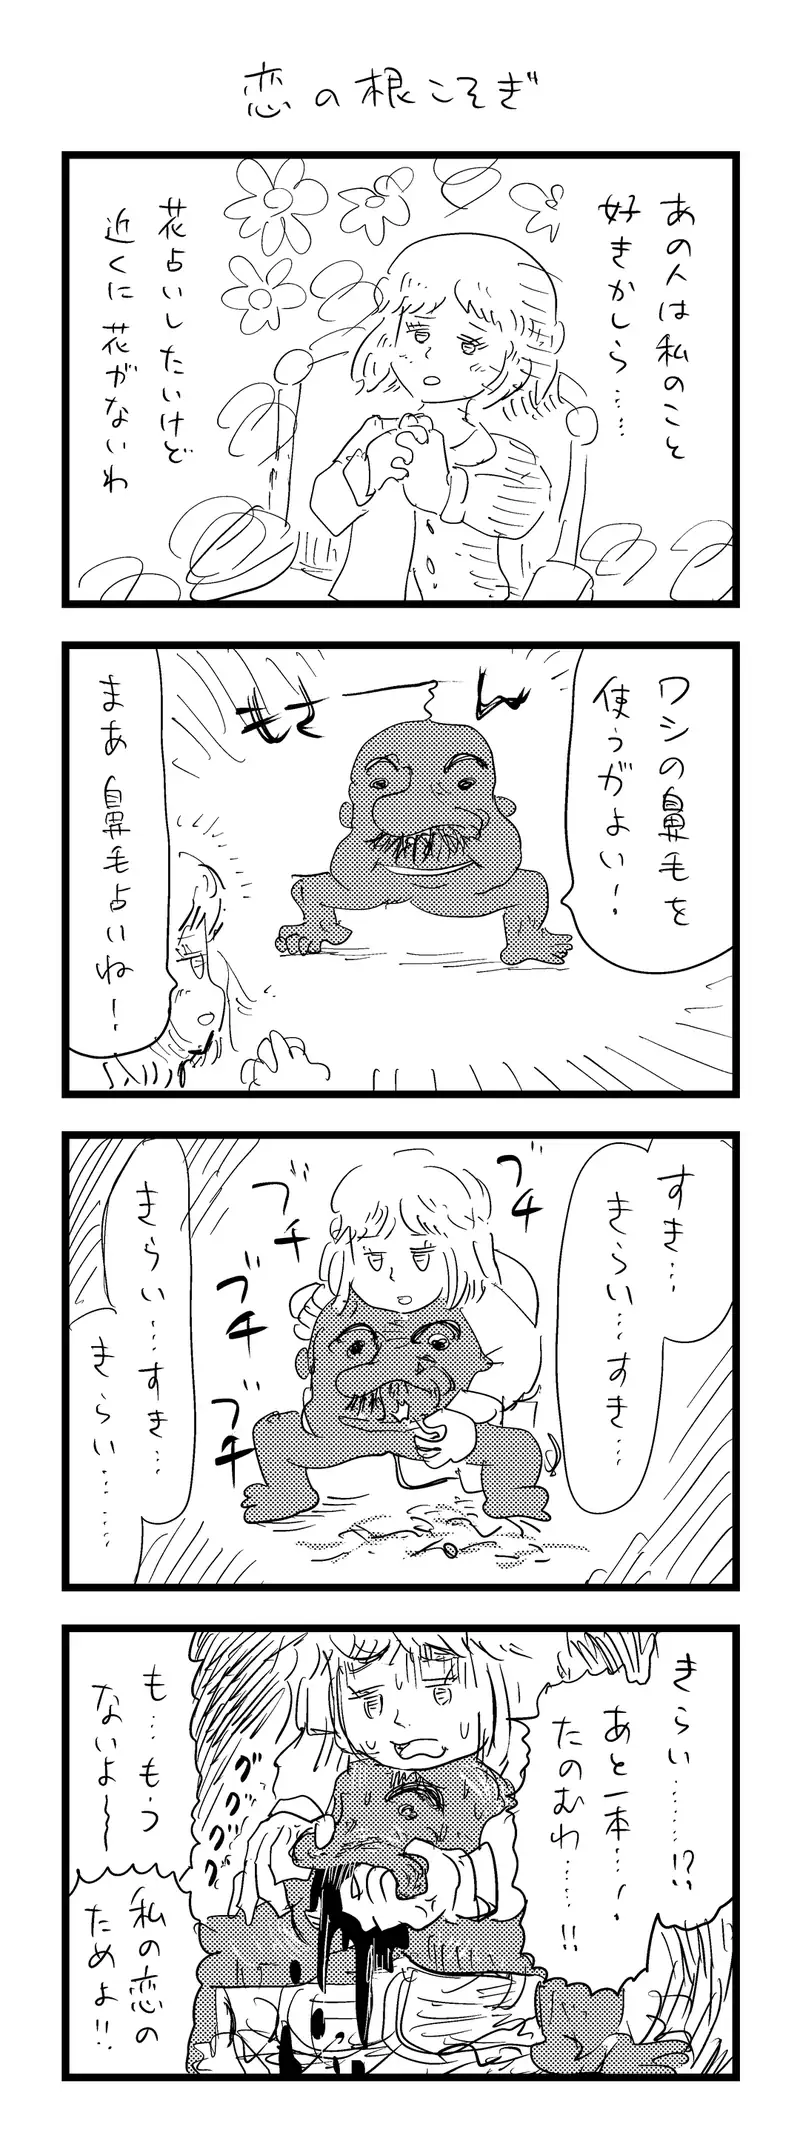 恋の根こそぎ
あの人は私のこと
好きかしら……
花占いしたいけど
近くに花がないわ
ワシの鼻毛を
使うがよい！
もさーん
まあ鼻毛占いね！
すき…
きらい…すき…
ブチ
ブチ
ブチ
ブチ
きらい…すき…
きらい……
きらい………!?
あと一本…、
たのむわ……!!
も…もう
ないよ〜
ググググ
私の恋の
ためよ!!